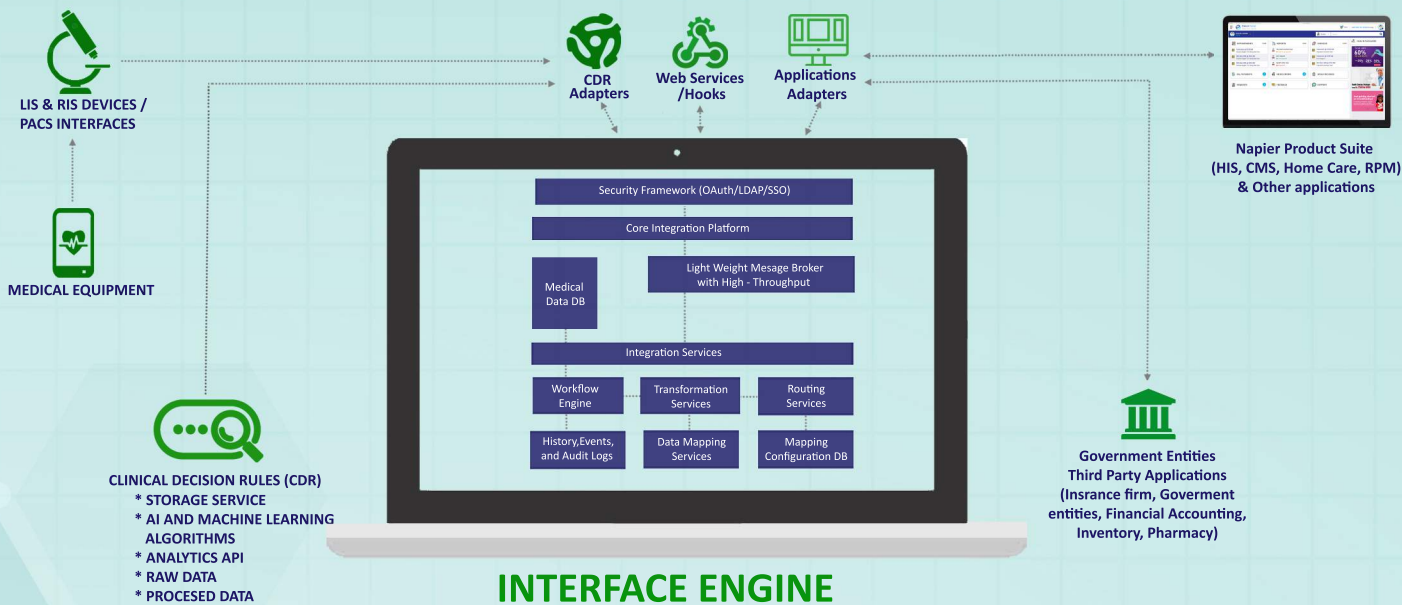 LIS & RIS DEVICES /
PACS INTERFACES
MEDICAL EQUIPMENT
CLINICAL DECISION RULES (CDR)
* STORAGE SERVICE
* AI AND MACHINE LEARNING
ALGORITHMS
* ANALYTICS API
* RAW DATA
* PROCESED DATA
CDR
Adapters
Web Services
/Hooks
Applications
Adapters
Security Framework (OAuth/LDAP/SSO)
Core Integration Platform
Medical
Data DB
Light Weight Mesage Broker
with High - Throughput
Integration Services
Workflow
Engine
Transformation
Services
Routing
Services
History,Events,
and Audit Logs
Data Mapping
Services
Mapping
Configuration DB
INTERFACE ENGINE
60%
Napier Product Suite
(HIS, CMS, Home Care, RPM)
& Other applications
Government Entities
Third Party Applications
(Insrance firm, Goverment
entities, Financial Accounting,
Inventory, Pharmacy)